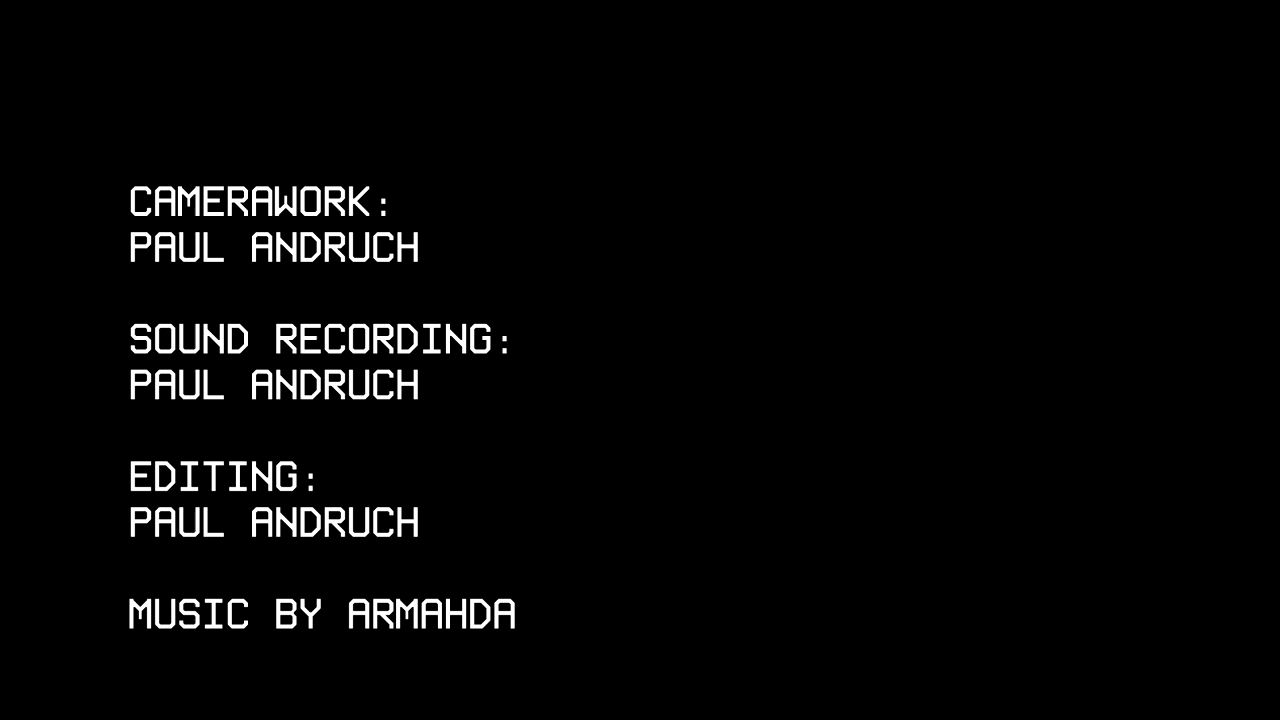 CAMERAWORK:
PAUL ANDRUCH
SOUND RECORDING:
PAUL ANDRUCH
EDITING:
PAUL ANDRUCH
MUSIC BY ARMAHDA